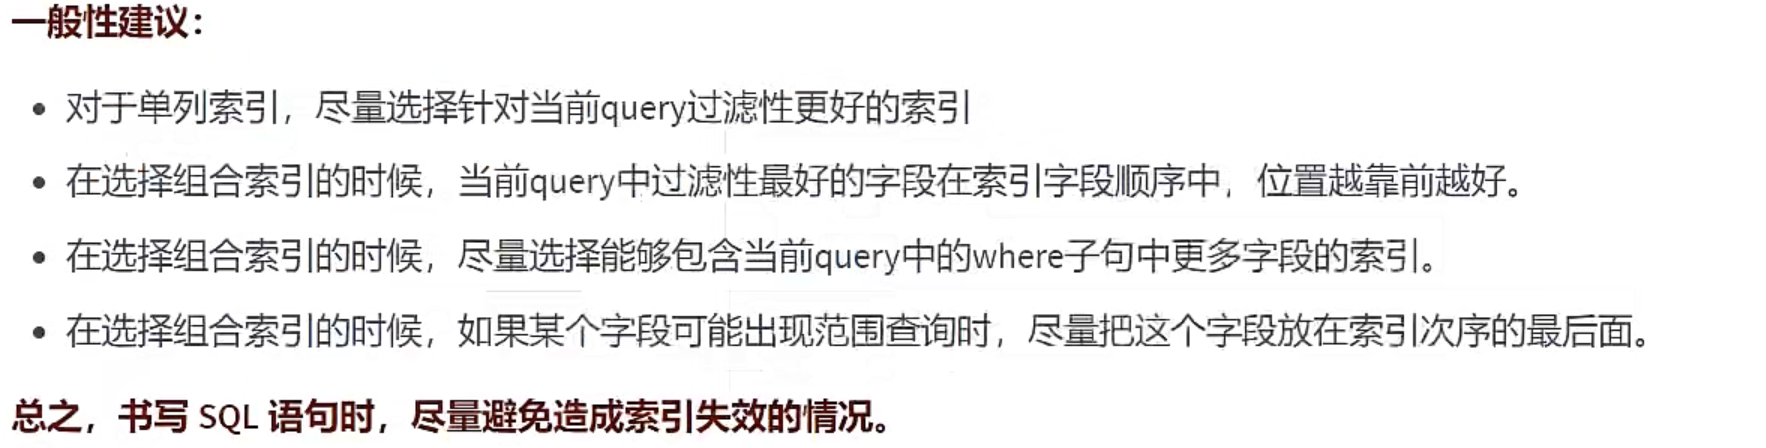 一般性建议：
对于单列索引，尽量选择针对当前query过滤性更好的索引
在选择组合索引的时候，当前query中过滤性最好的字段在索引字段顺序中，位置越靠前越好。
在选择组合索引的时候，尽量选择能够包含当前query中的where子句中更多字段的索引。
在选择组合索引的时候，如果某个字段可能出现范围查询时，尽量把这个字段放在索引次序的最后面。
总之，书写 SQL 语句时，尽量避免造成索引失效的情况。